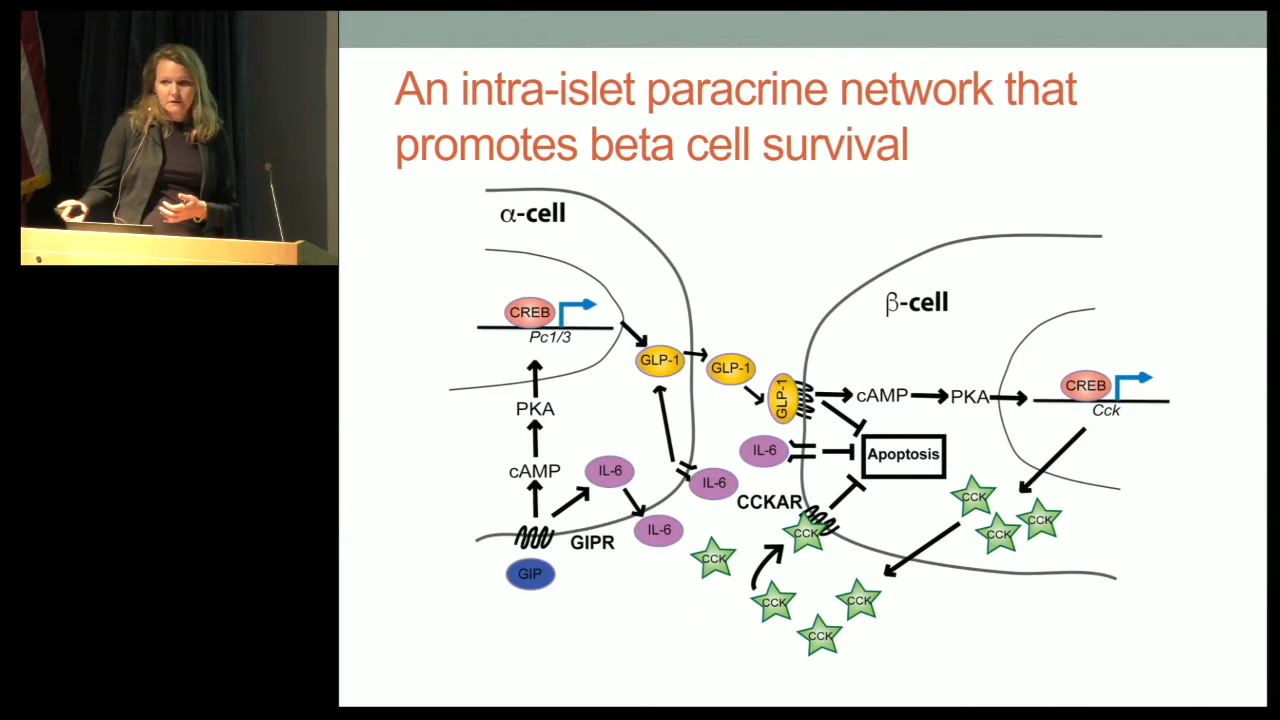 An intra-islet paracrine network that
promotes beta cell survival
α-cell
β-cell
CREB
Pc1/3
GLP-1
GLP-1
GLP-1
cAMP
PKA
CREB
Cck
PKA
cAMP
IL-6
IL-6
IL-6
IL-6
Apoptosis
CCKAR
GIPR
GIP
CCK
CCK
CCK
CCK
CCK
CCK
CCK
CCK